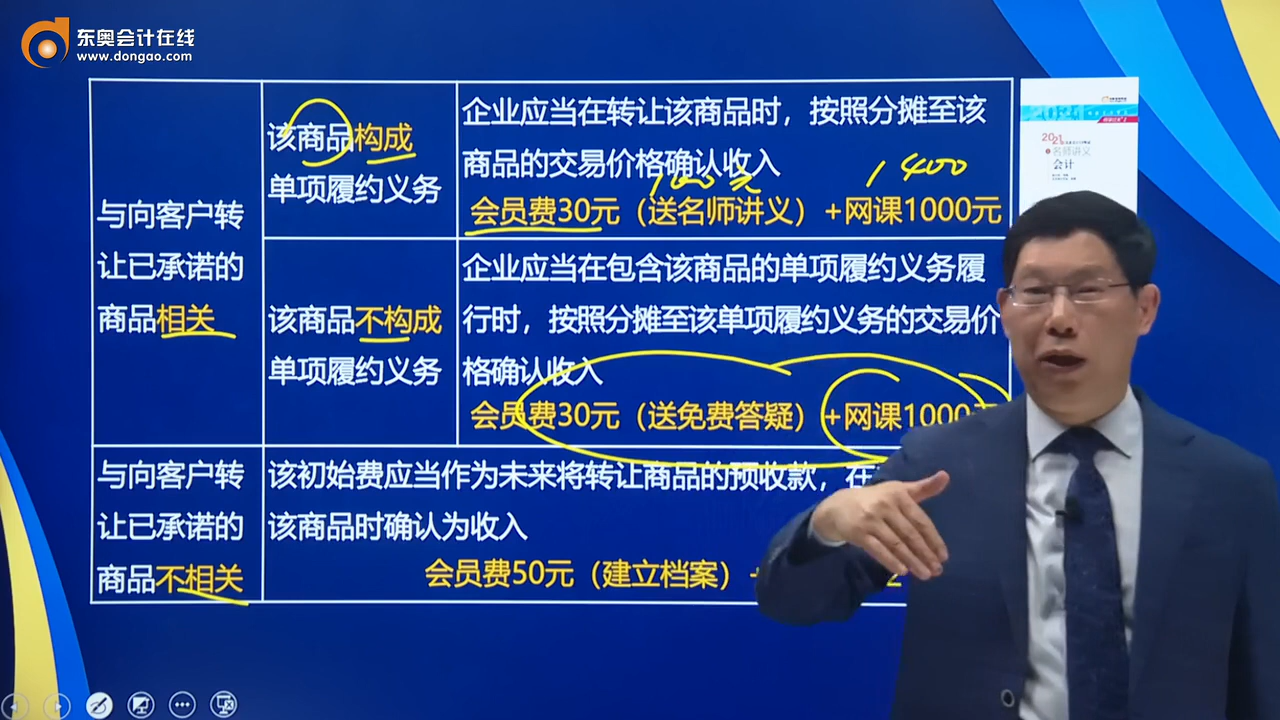 东奥会计在线
www.dongao.com
与向客户转
让已承诺的
商品相关
该商品构成
单项履约义务
企业应当在转让该商品时，按照分摊至该
商品的交易价格确认收入
100元
1400
会员费30元（送名师讲义）+网课1000元
该商品不构成
单项履约义务
企业应当在包含该商品的单项履约义务履
行时，按照分摊至该单项履约义务的交易价
格确认收入
会员费30元（送免费答疑）+网课1000元
与向客户转
让已承诺的
商品不相关
该初始费应当作为未来将转让商品的预收款，在
该商品时确认为收入
会员费50元（建立档案）
2021
名师讲义
会计